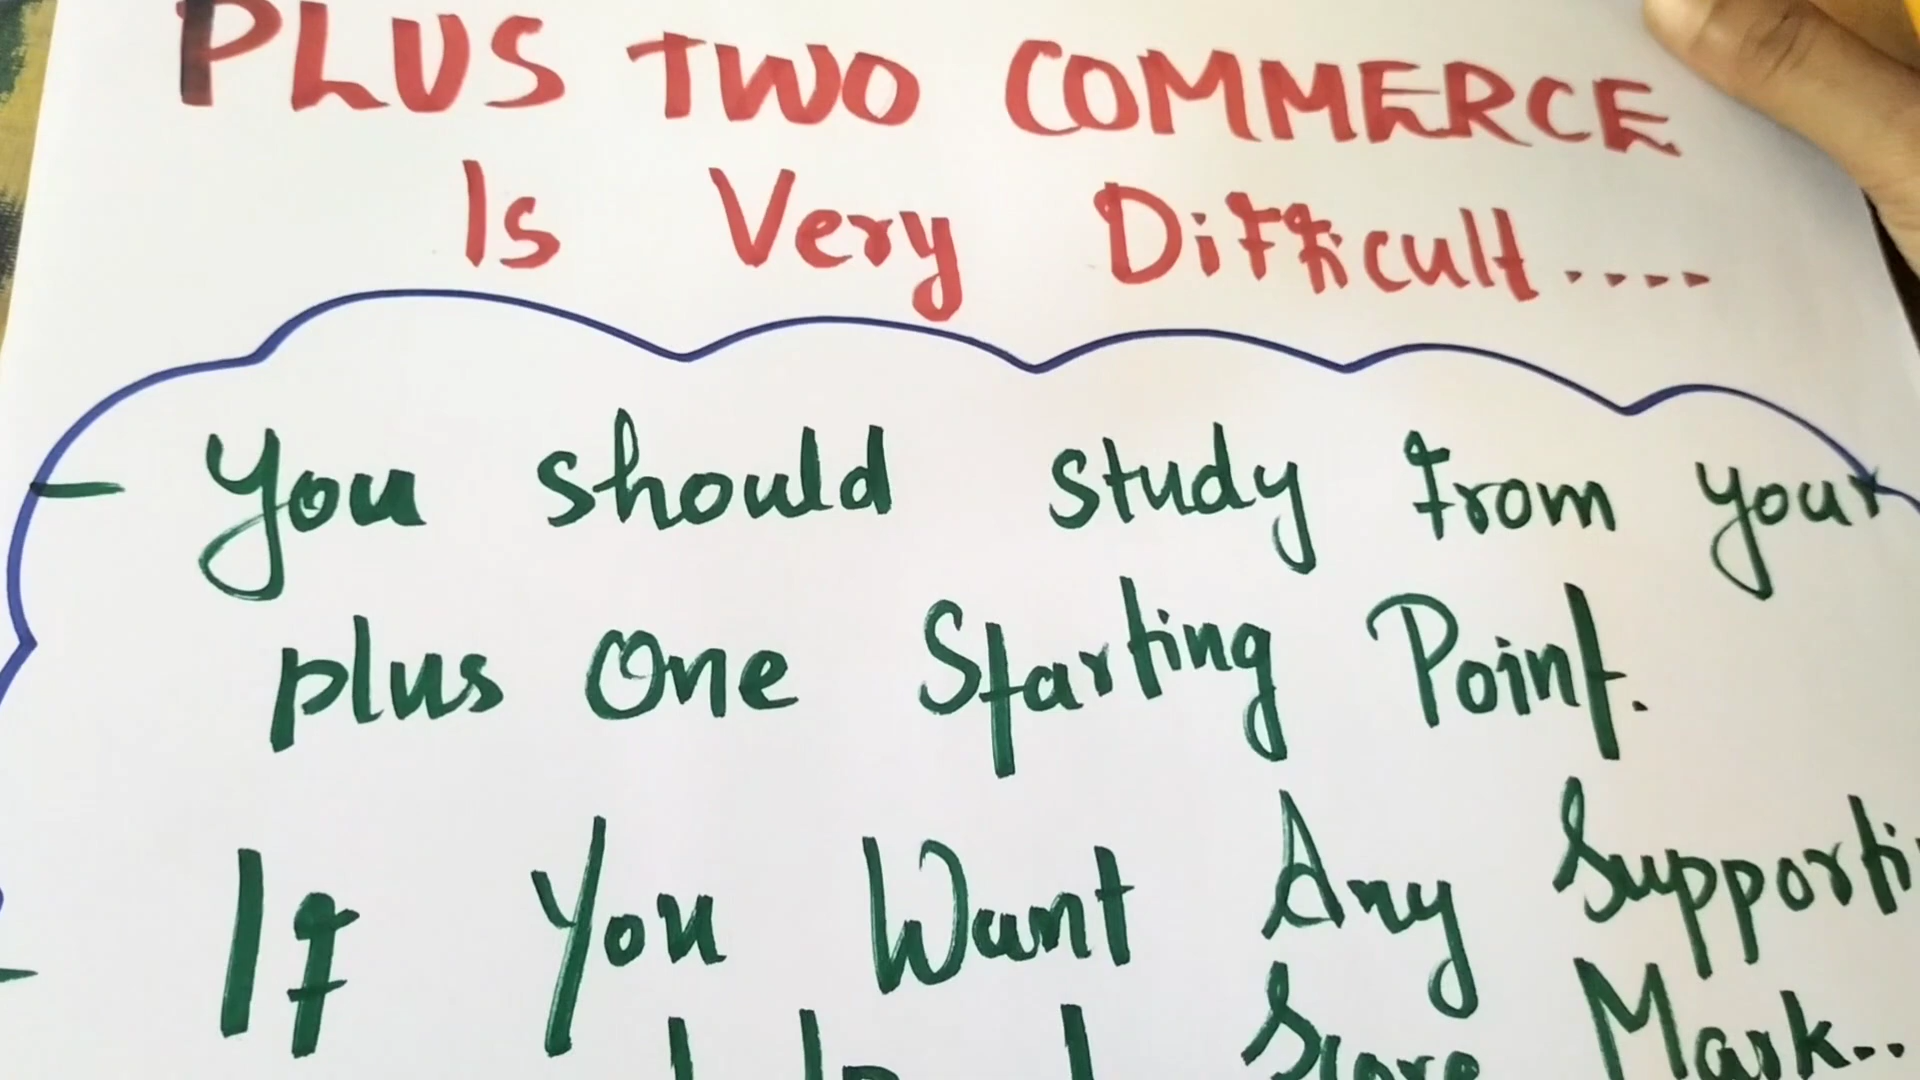 PLUS TWO COMMERCE
Is Very Difficult....
- You should study from your
plus One Starting Point.
- If You Want Any Supporti
Score Mark..